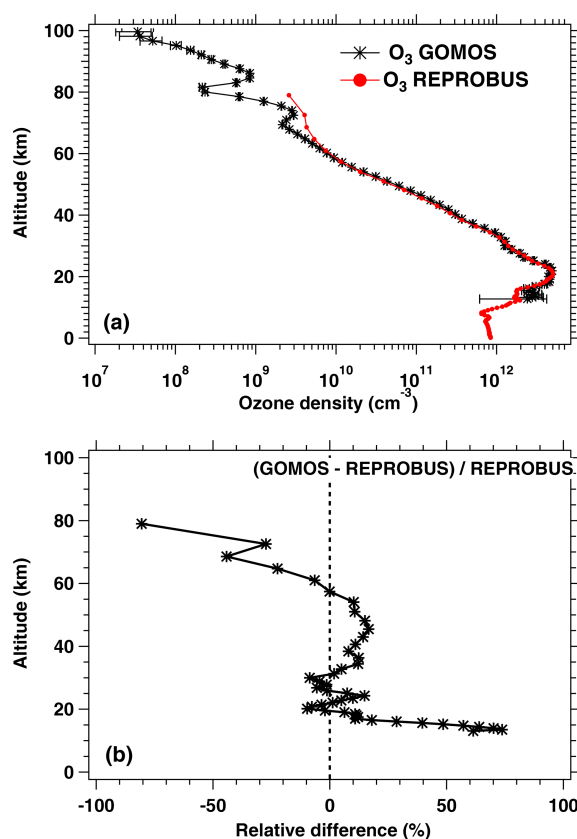 100
O3 GOMOS
O3 REPROBUS
80
60
40
20
0
Altitude (km)
(a)
10^7 10^8 10^9 10^10 10^11 10^12
Ozone density (cm^-3)
(GOMOS - REPROBUS) / REPROBUS
100
80
60
40
20
0
Altitude (km)
(b)
-100 -50 0 50 100
Relative difference (%)